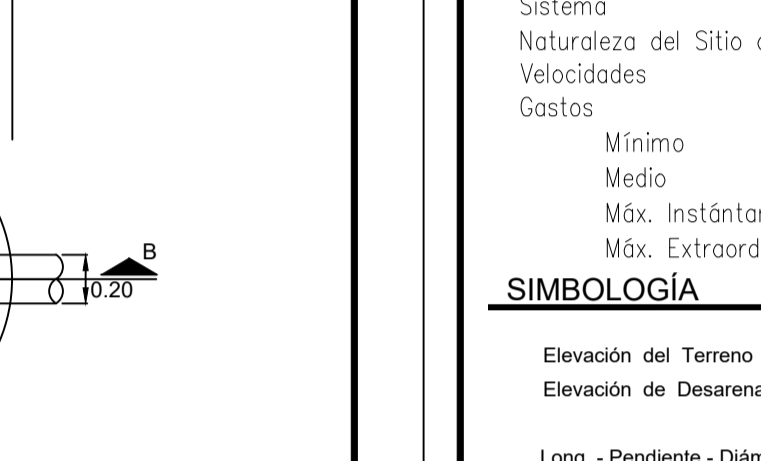 Sistema
Naturaleza del Sitio
Velocidades
Gastos
Mínimo
Medio
Máx.
Máx.
SIMBOLOGÍA
Elevación del Terreno
Elevación de
Long. - Pendiente -
B
0.20